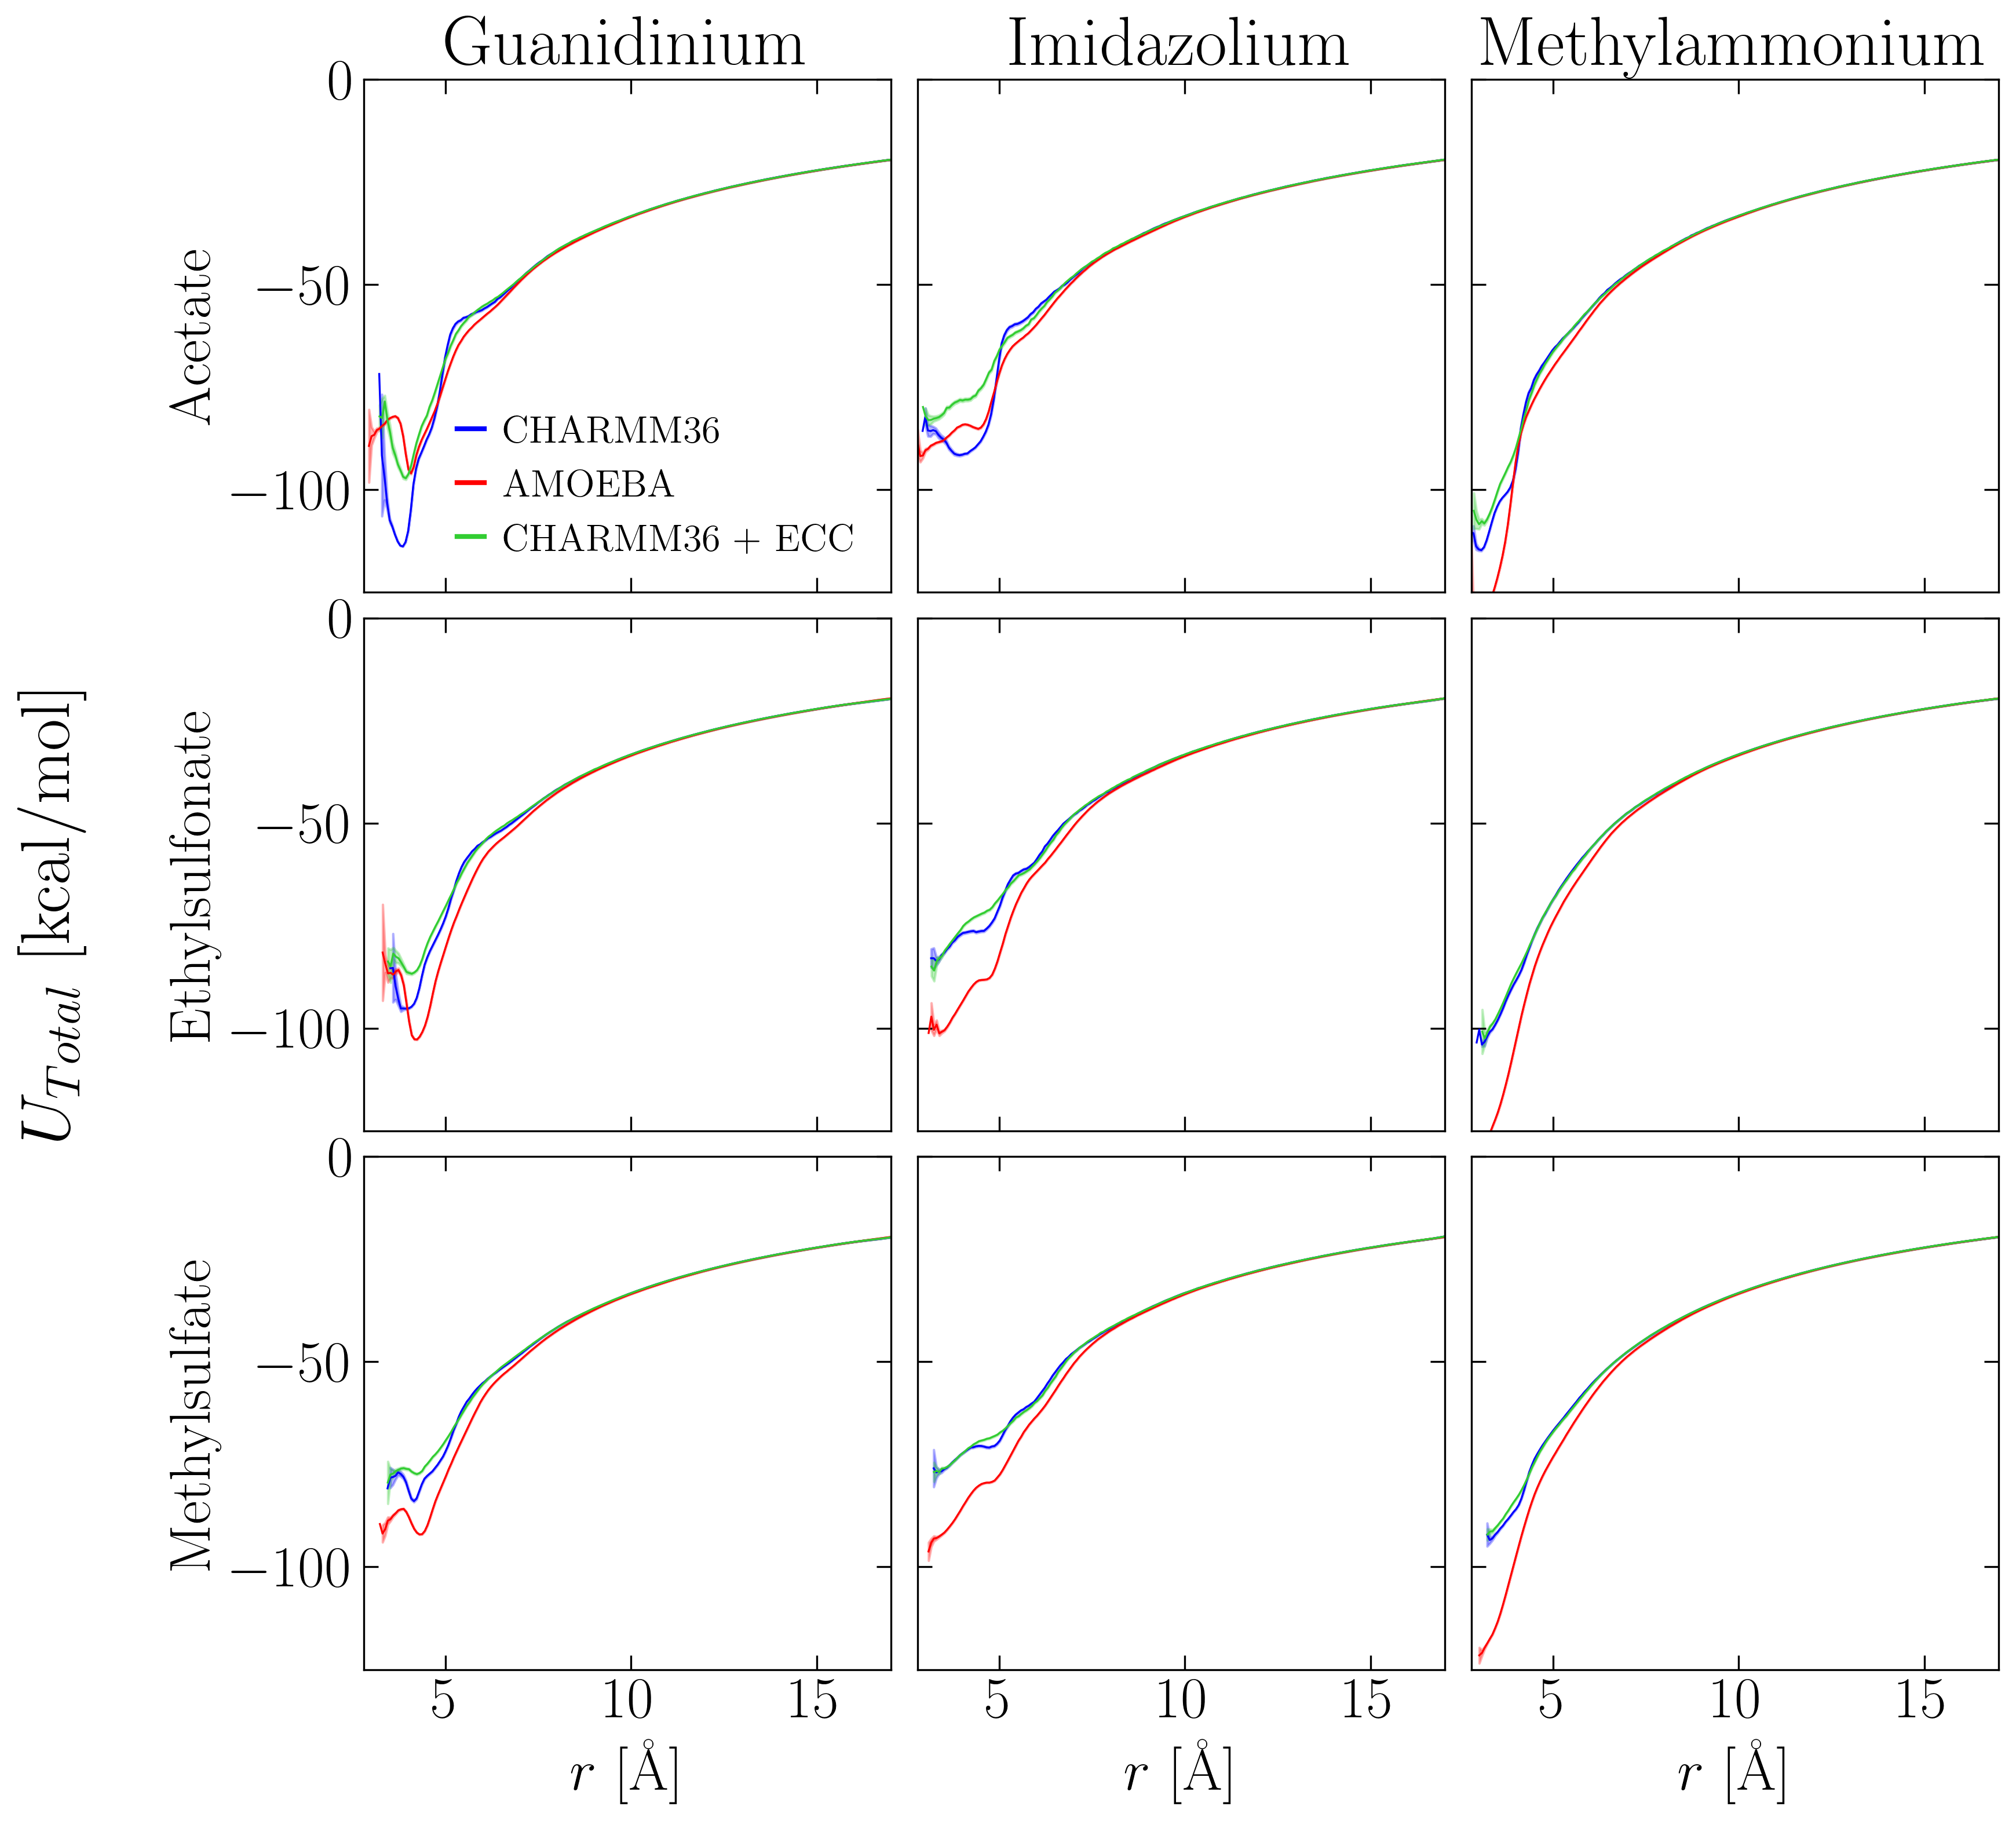 Guanidinium Imidazolium Methylammonium
0
−50
−100
Acetate
CHARMM36
AMOEBA
CHARMM36 + ECC
0
−50
−100
Ethylsulfonate
U_Total [kcal/mol]
0
−50
−100
Methylsulfate
5 10 15 5 10 15 5 10 15
r [Å] r [Å] r [Å]